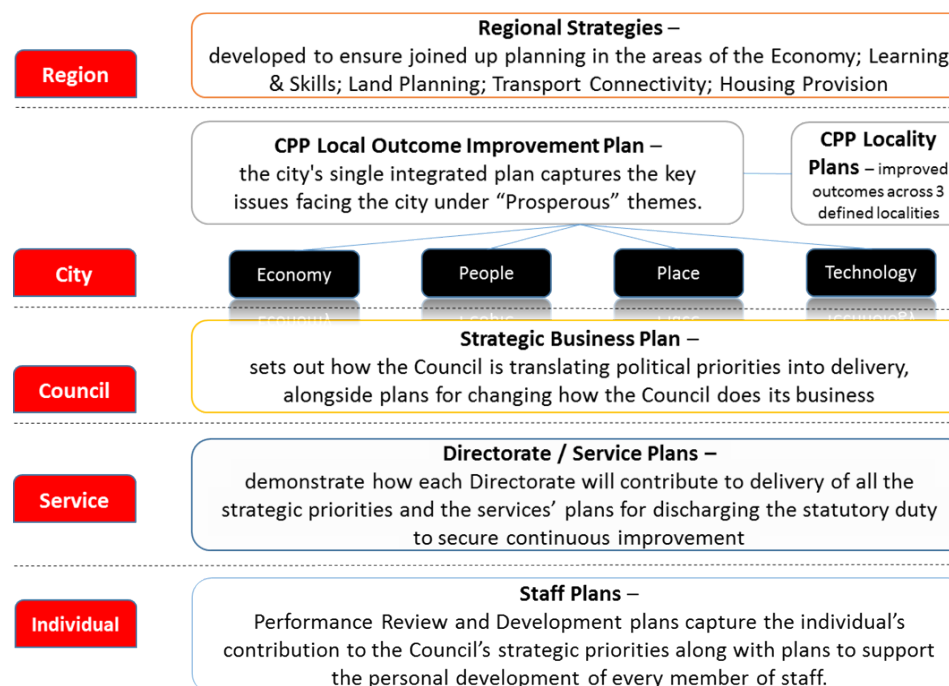 Region
Regional Strategies –
developed to ensure joined up planning in the areas of the Economy; Learning
& Skills; Land Planning; Transport Connectivity; Housing Provision
CPP Local Outcome Improvement Plan –
the city's single integrated plan captures the key
issues facing the city under “Prosperous” themes.
CPP Locality
Plans – improved
outcomes across 3
defined localities
City
Economy
People
Place
Technology
Council
Strategic Business Plan –
sets out how the Council is translating political priorities into delivery,
alongside plans for changing how the Council does its business
Service
Directorate / Service Plans –
demonstrate how each Directorate will contribute to delivery of all the
strategic priorities and the services’ plans for discharging the statutory duty
to secure continuous improvement
Individual
Staff Plans –
Performance Review and Development plans capture the individual’s
contribution to the Council’s strategic priorities along with plans to support
the personal development of every member of staff.